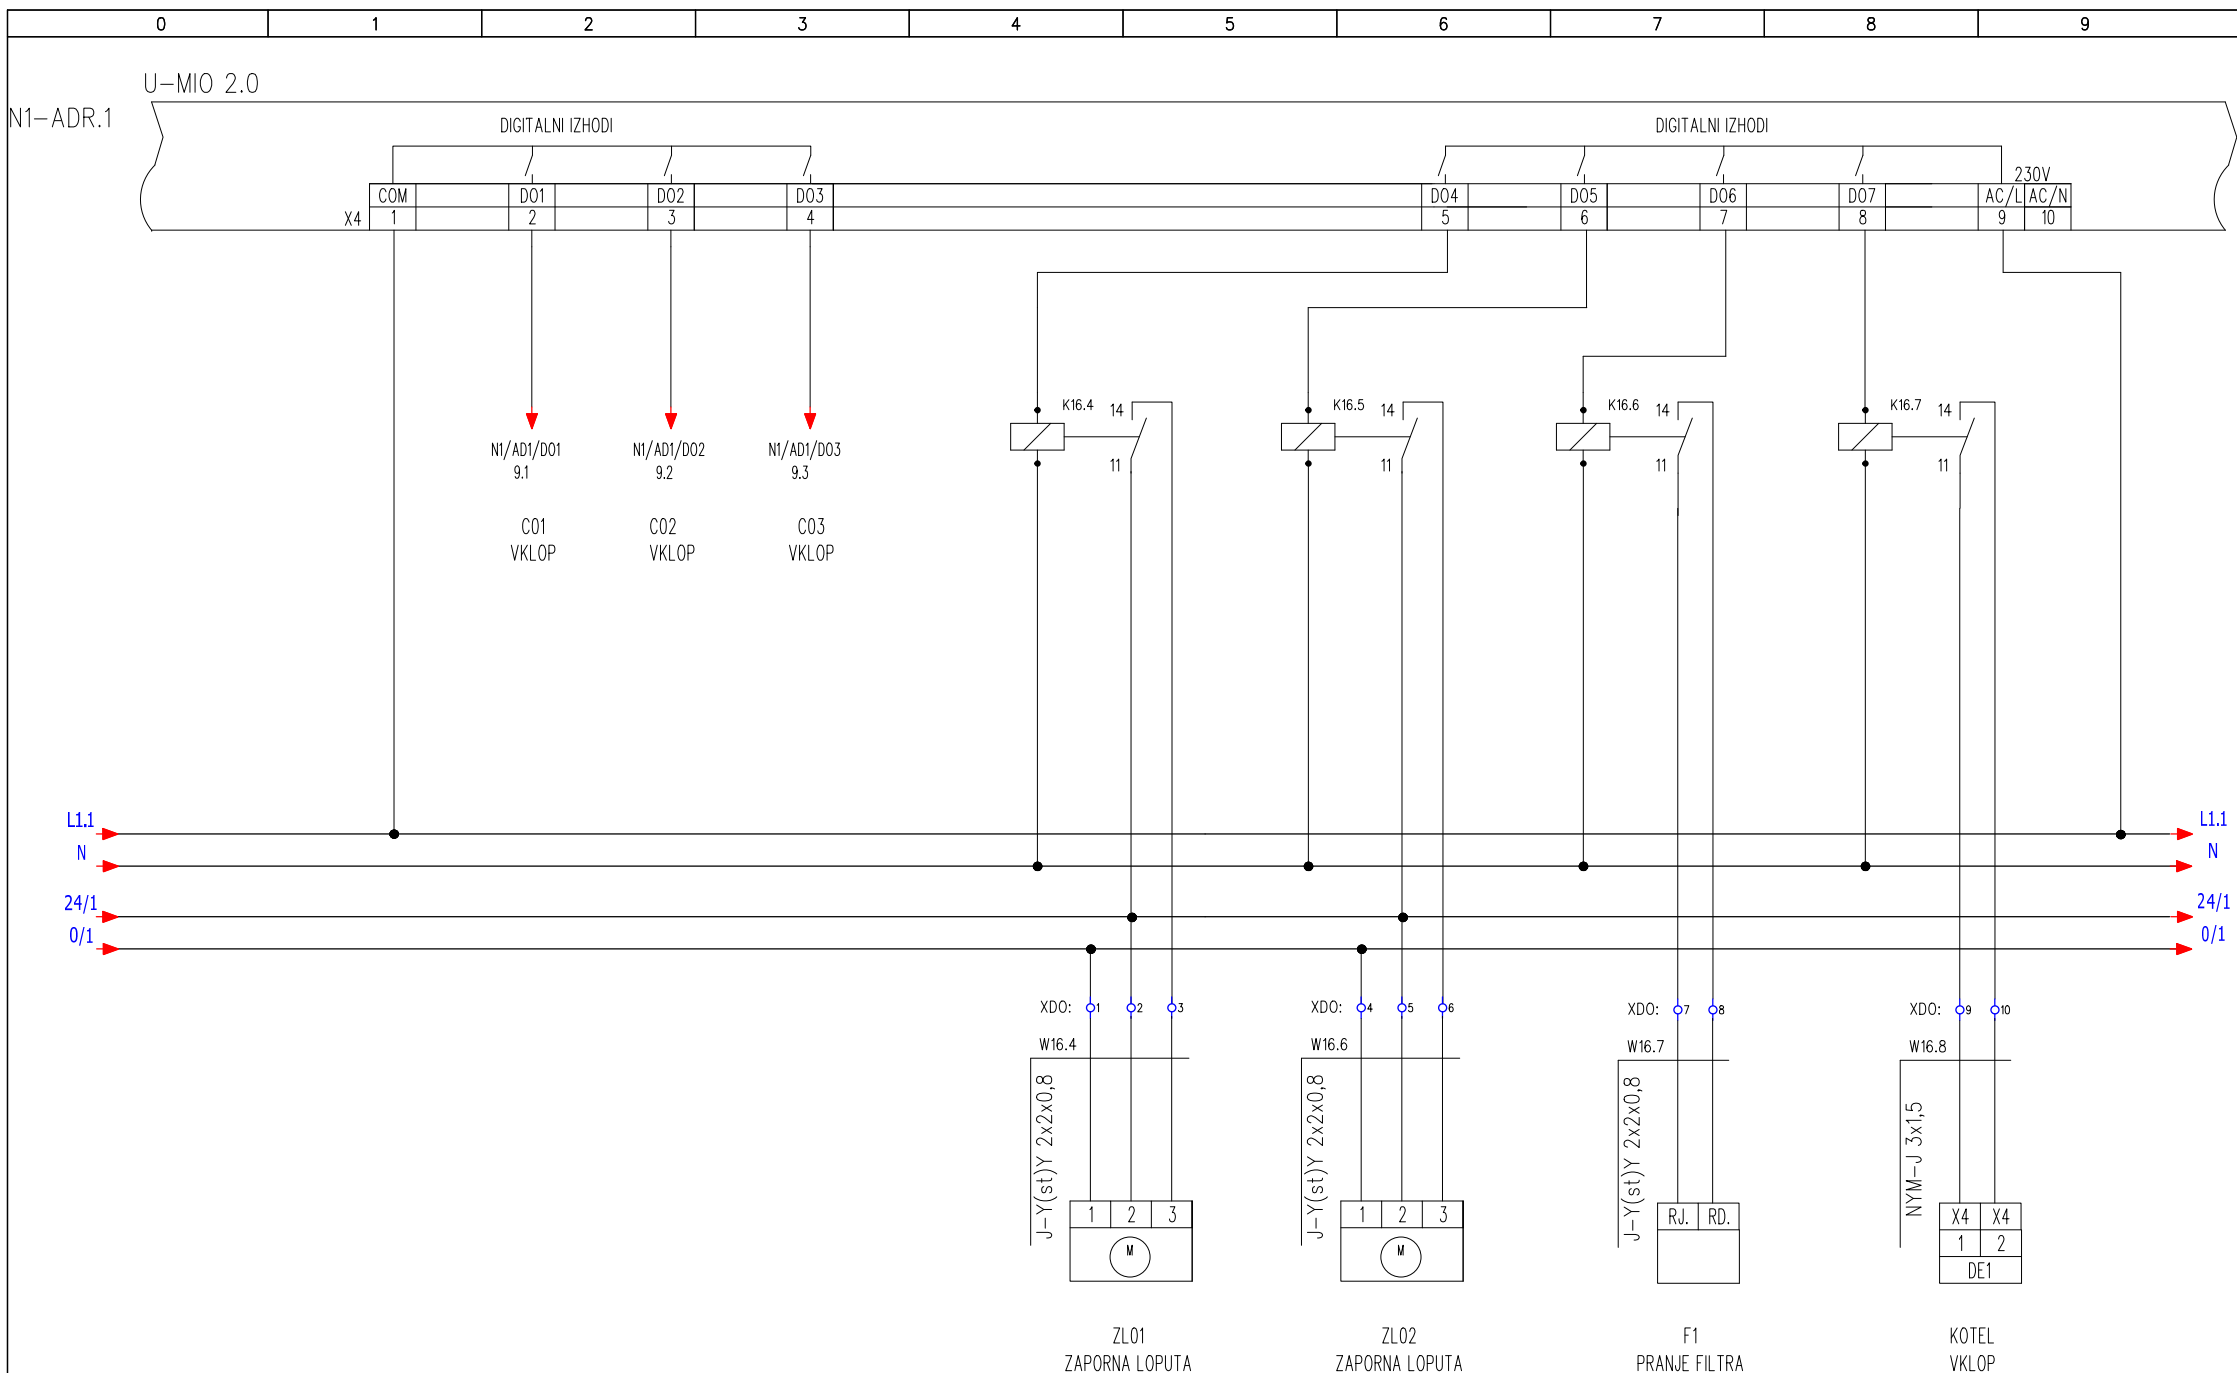 0 1 2 3 4 5 6 7 8 9
U-MIO 2.0
N1-ADR.1
DIGITALNI IZHODI DIGITALNI IZHODI
230V
COM DO1 DO2 DO3 DO4 DO5 DO6 DO7 AC/L AC/N
X4 1 2 3 4 5 6 7 8 9 10
K16.4 14 K16.5 14 K16.6 14 K16.7 14
N1/AD1/DO1 N1/AD1/DO2 N1/AD1/DO3
9.1 9.2 9.3
11 11 11 11
C01 C02 C03
VKLOP VKLOP VKLOP
L1.1 L1.1
N N
24/1 24/1
0/1 0/1
XDO: 1 2 3 XDO: 4 5 6 XDO: 7 8 XDO: 9 10
W16.4 W16.6 W16.7 W16.8
J-Y(st)Y 2x2x0,8 J-Y(st)Y 2x2x0,8 J-Y(st)Y 2x2x0,8 NYM-J 3x1,5
1 2 3 1 2 3 RJ. RD. X4 X4
M M 1 2
DE1
ZL01 ZL02 F1 KOTEL
ZAPORNA LOPUTA ZAPORNA LOPUTA PRANJE FILTRA VKLOP